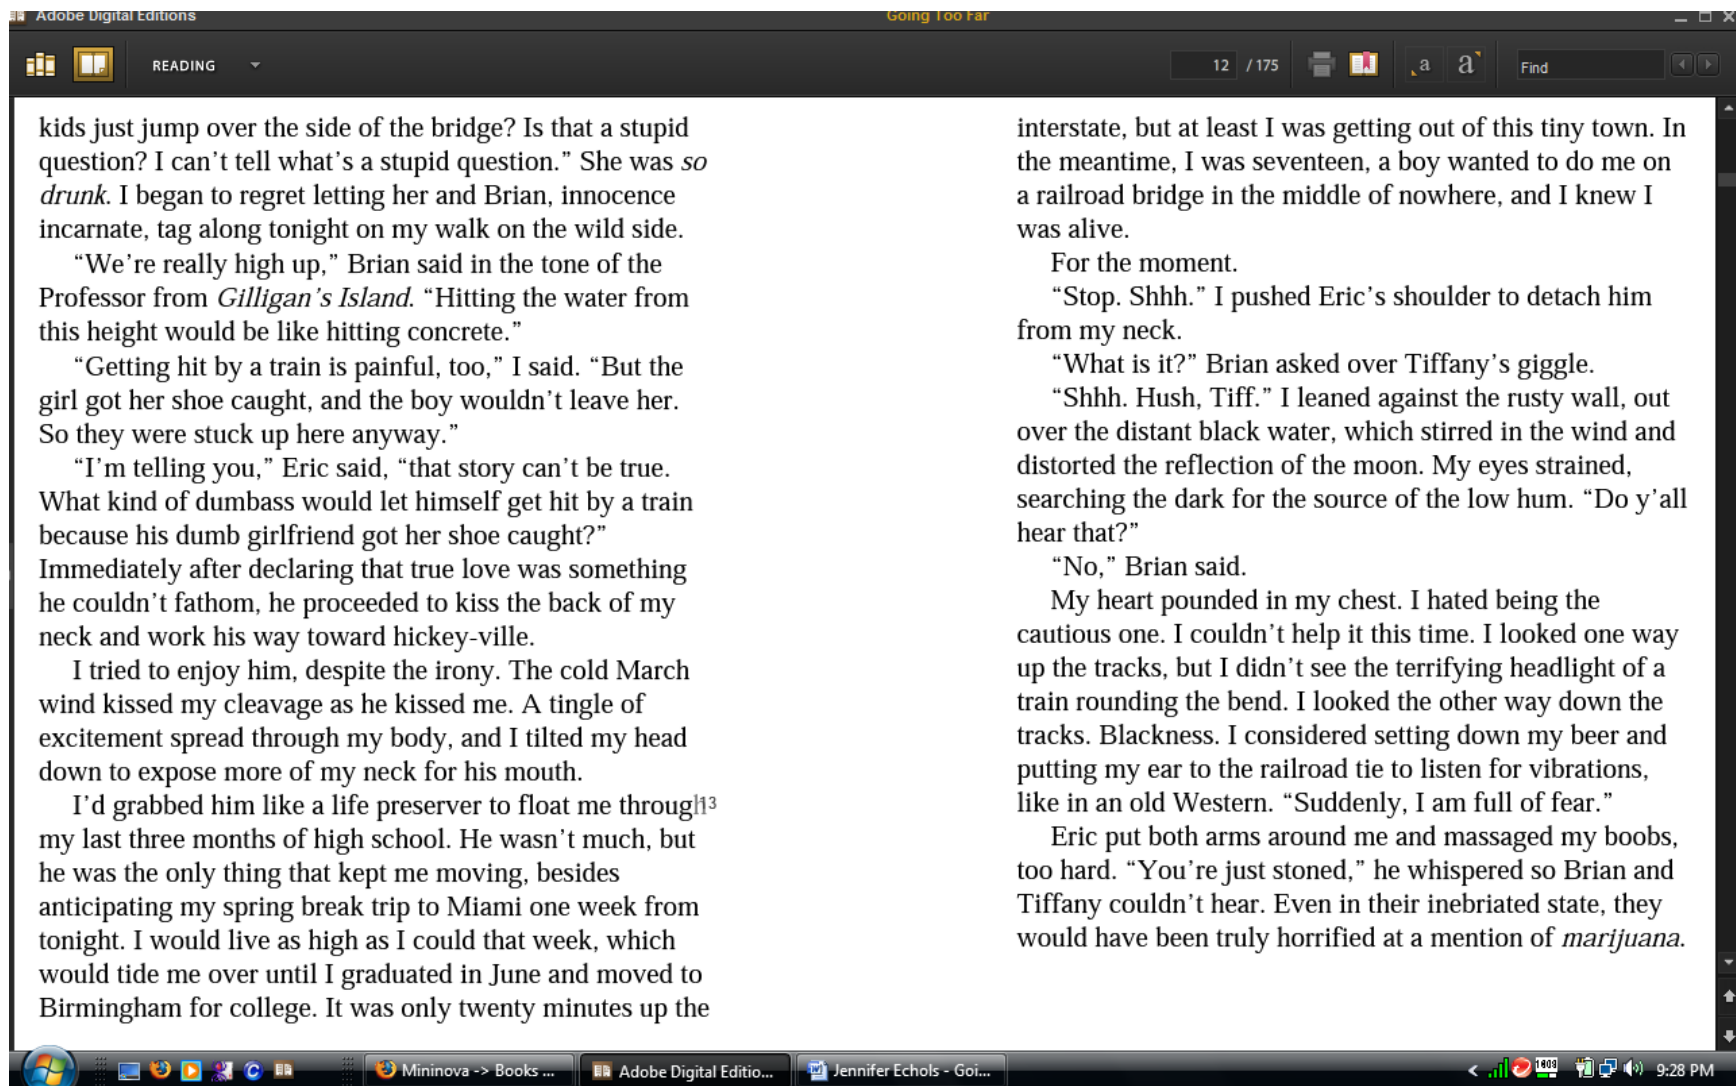 Adobe Digital Editions
Going Too Far
READING
12 / 175
a
a
Find
kids just jump over the side of the bridge? Is that a stupid
question? I can’t tell what’s a stupid question.” She was so
drunk. I began to regret letting her and Brian, innocence
incarnate, tag along tonight on my walk on the wild side.
“We’re really high up,” Brian said in the tone of the
Professor from Gilligan’s Island. “Hitting the water from
this height would be like hitting concrete.”
“Getting hit by a train is painful, too,” I said. “But the
girl got her shoe caught, and the boy wouldn’t leave her.
So they were stuck up here anyway.”
“I’m telling you,” Eric said, “that story can’t be true.
What kind of dumbass would let himself get hit by a train
because his dumb girlfriend got her shoe caught?”
Immediately after declaring that true love was something
he couldn’t fathom, he proceeded to kiss the back of my
neck and work his way toward hickey-ville.
I tried to enjoy him, despite the irony. The cold March
wind kissed my cleavage as he kissed me. A tingle of
excitement spread through my body, and I tilted my head
down to expose more of my neck for his mouth.
I’d grabbed him like a life preserver to float me through 13
my last three months of high school. He wasn’t much, but
he was the only thing that kept me moving, besides
anticipating my spring break trip to Miami one week from
tonight. I would live as high as I could that week, which
would tide me over until I graduated in June and moved to
Birmingham for college. It was only twenty minutes up the
interstate, but at least I was getting out of this tiny town. In
the meantime, I was seventeen, a boy wanted to do me on
a railroad bridge in the middle of nowhere, and I knew I
was alive.
For the moment.
“Stop. Shhh.” I pushed Eric’s shoulder to detach him
from my neck.
“What is it?” Brian asked over Tiffany’s giggle.
“Shhh. Hush, Tiff.” I leaned against the rusty wall, out
over the distant black water, which stirred in the wind and
distorted the reflection of the moon. My eyes strained,
searching the dark for the source of the low hum. “Do y’all
hear that?”
“No,” Brian said.
My heart pounded in my chest. I hated being the
cautious one. I couldn’t help it this time. I looked one way
up the tracks, but I didn’t see the terrifying headlight of a
train rounding the bend. I looked the other way down the
tracks. Blackness. I considered setting down my beer and
putting my ear to the railroad tie to listen for vibrations,
like in an old Western. “Suddenly, I am full of fear.”
Eric put both arms around me and massaged my boobs,
too hard. “You’re just stoned,” he whispered so Brian and
Tiffany couldn’t hear. Even in their inebriated state, they
would have been truly horrified at a mention of marijuana.
Mininova -> Books ...
Adobe Digital Editio...
Jennifer Echols - Goi...
9:28 PM